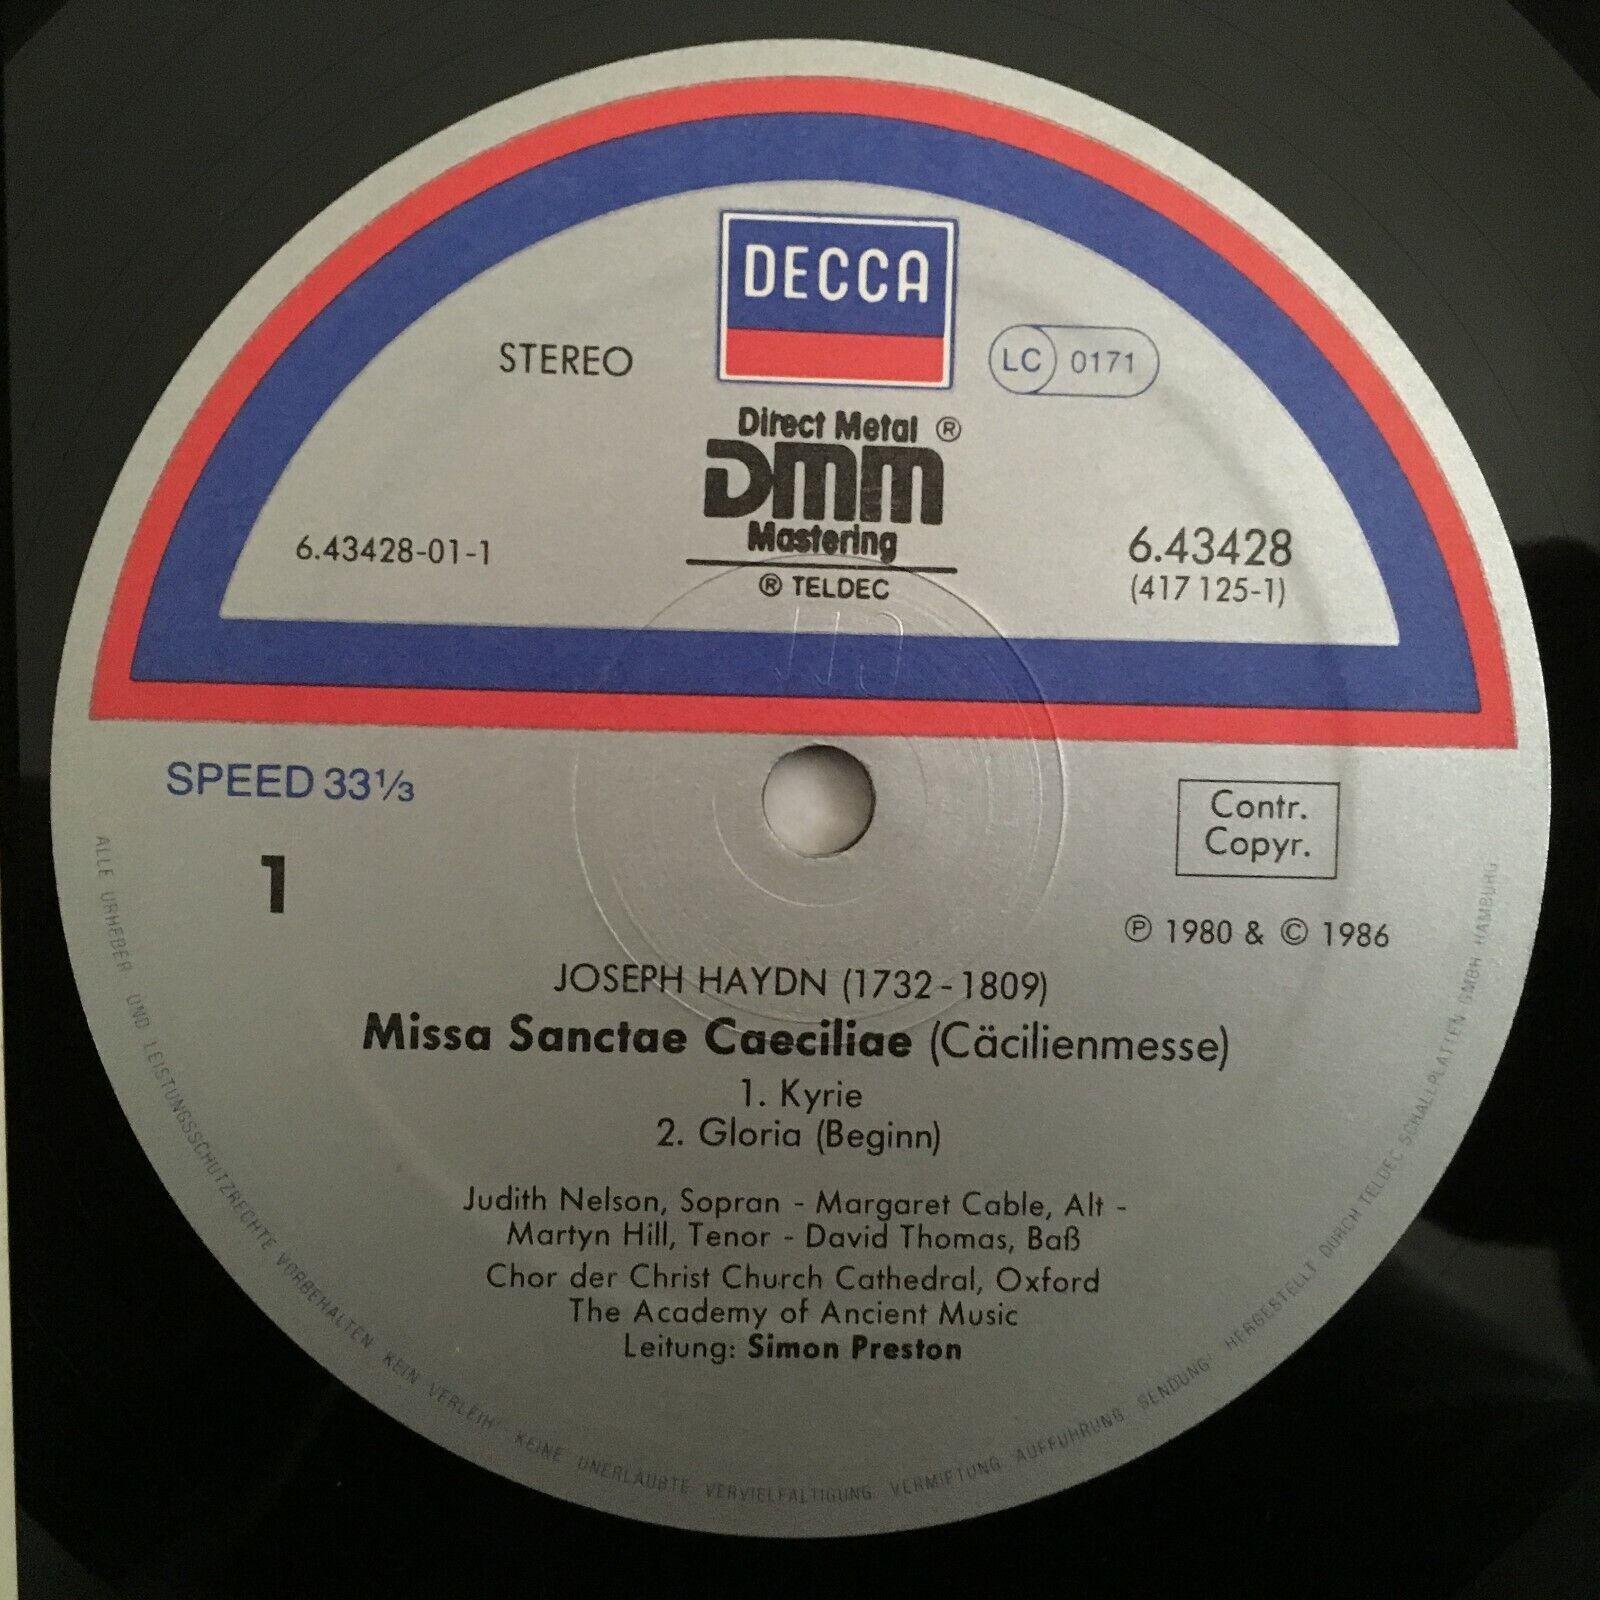 DECCA
STEREO
LC 0171
Direct Metal ®
DMM
Mastering
® TELDEC
6.43428-01-1
6.43428
(417 125-1)
SPEED 33⅓
1
Contr.
Copyr.
℗ 1980 & © 1986
JOSEPH HAYDN (1732-1809)
Missa Sanctae Caeciliae (Cäcilienmesse)
1. Kyrie
2. Gloria (Beginn)
Judith Nelson, Sopran - Margaret Cable, Alt -
Martyn Hill, Tenor - David Thomas, Baß
Chor der Christ Church Cathedral, Oxford
The Academy of Ancient Music
Leitung: Simon Preston
ALLE URHEBER UND LEISTUNGSSCHUTZRECHTE VORBEHALTEN KEIN VERLEIH! KEINE UNERLAUBTE VERVIELFALTIGUNG. VERMIETUNG AUFFUHRUNG SENDUNG! HERGESTELLT DURCH TELDEC SCHALLPLATTEN GMBH HAMBURG